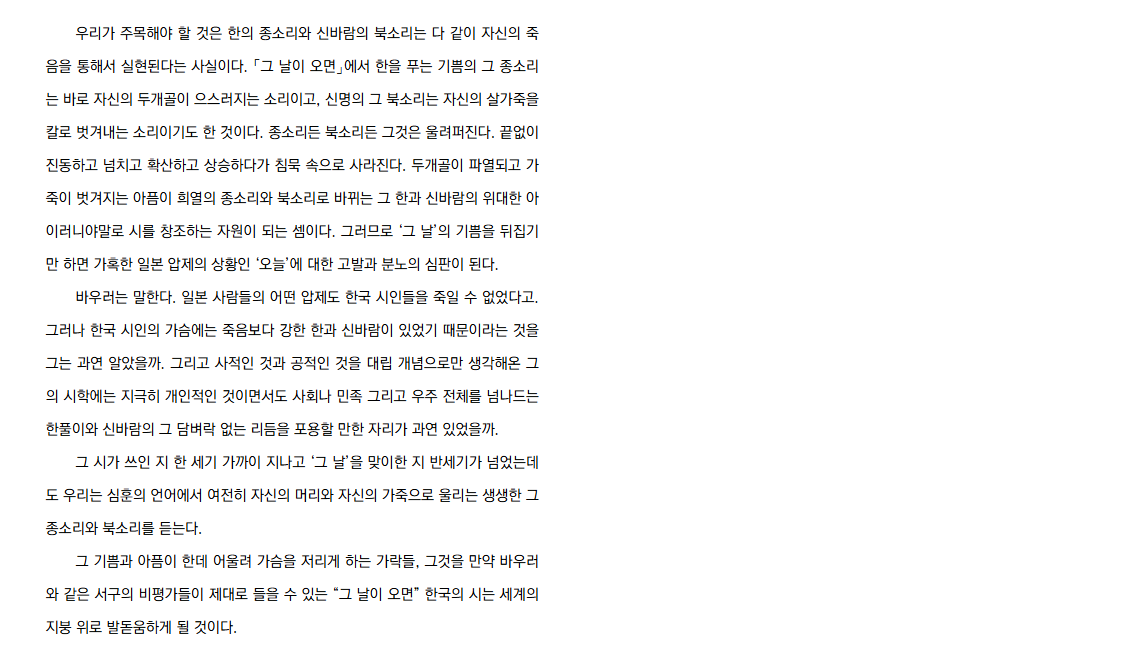 우리가 주목해야 할 것은 한의 종소리와 신바람의 북소리는 다 같이 자신의 죽
음을 통해서 실현된다는 사실이다. 「그 날이 오면」에서 한을 푸는 기쁨의 그 종소리
는 바로 자신의 두개골이 으스러지는 소리이고, 신명의 그 북소리는 자신의 살가죽을
칼로 벗겨내는 소리이기도 한 것이다. 종소리든 북소리든 그것은 울려퍼진다. 끝없이
진동하고 넘치고 확산하고 상승하다가 침묵 속으로 사라진다. 두개골이 파열되고 가
죽이 벗겨지는 아픔이 희열의 종소리와 북소리로 바뀌는 그 한과 신바람의 위대한 아
이러니야말로 시를 창조하는 자원이 되는 셈이다. 그러므로 ‘그 날’의 기쁨을 뒤집기
만 하면 가혹한 일본 압제의 상황인 ‘오늘’에 대한 고발과 분노의 심판이 된다.
바우러는 말한다. 일본 사람들의 어떤 압제도 한국 시인들을 죽일 수 없었다고.
그러나 한국 시인의 가슴에는 죽음보다 강한 한과 신바람이 있었기 때문이라는 것을
그는 과연 알았을까. 그리고 사적인 것과 공적인 것을 대립 개념으로만 생각해온 그
의 시학에는 지극히 개인적인 것이면서도 사회나 민족 그리고 우주 전체를 넘나드는
한풀이와 신바람의 그 담벼락 없는 리듬을 포용할 만한 자리가 과연 있었을까.
그 시가 쓰인 지 한 세기 가까이 지나고 ‘그 날’을 맞이한 지 반세기가 넘었는데
도 우리는 심훈의 언어에서 여전히 자신의 머리와 자신의 가죽으로 울리는 생생한 그
종소리와 북소리를 듣는다.
그 기쁨과 아픔이 한데 어울려 가슴을 저리게 하는 가락들, 그것을 만약 바우러
와 같은 서구의 비평가들이 제대로 들을 수 있는 “그 날이 오면” 한국의 시는 세계의
지붕 위로 발돋움하게 될 것이다.